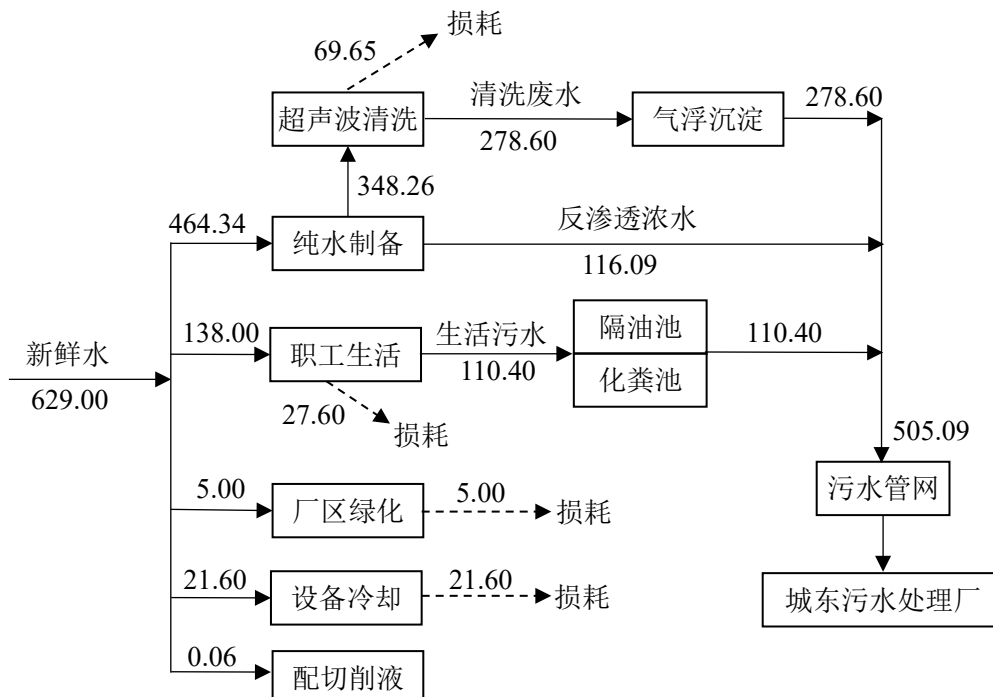 损耗
69.65
超声波清洗
清洗废水
278.60
气浮沉淀
278.60
348.26
464.34
纯水制备
反渗透浓水
116.09
新鲜水
629.00
138.00
职工生活
生活污水
110.40
隔油池
化粪池
110.40
27.60
损耗
505.09
污水管网
5.00
厂区绿化
5.00
损耗
21.60
设备冷却
21.60
损耗
城东污水处理厂
0.06
配切削液